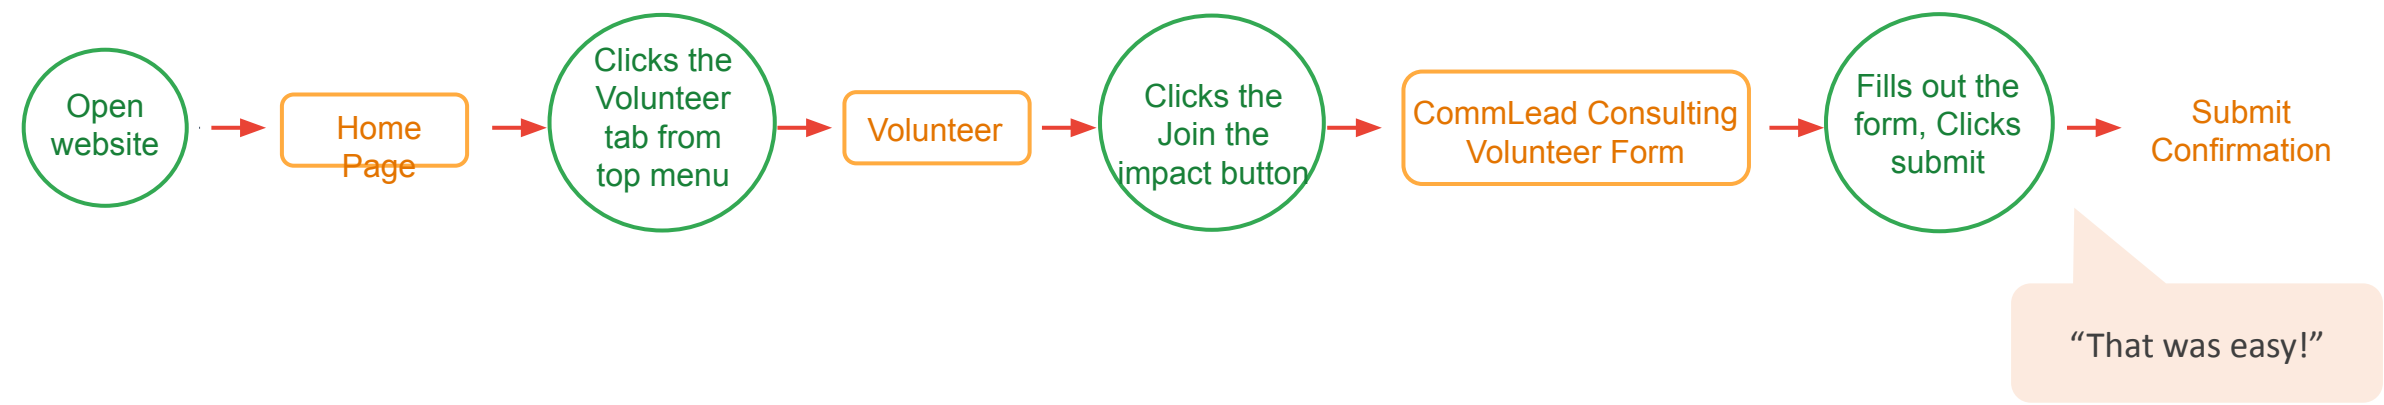 Open
website
Home
Page
Clicks the
Volunteer
tab from
top menu
Volunteer
Clicks the
Join the
impact button
CommLead Consulting
Volunteer Form
Fills out the
form, Clicks
submit
Submit
Confirmation
“That was easy!”